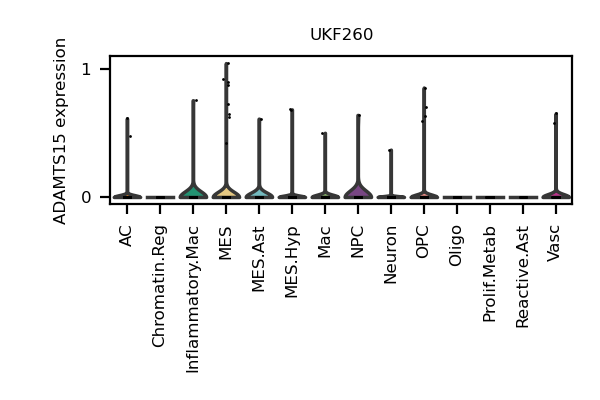 UKF260
ADAMTS15 expression
1
0
AC
Chromatin.Reg
Inflammatory.Mac
MES
MES.Ast
MES.Hyp
Mac
NPC
Neuron
OPC
Oligo
Prolif.Metab
Reactive.Ast
Vasc